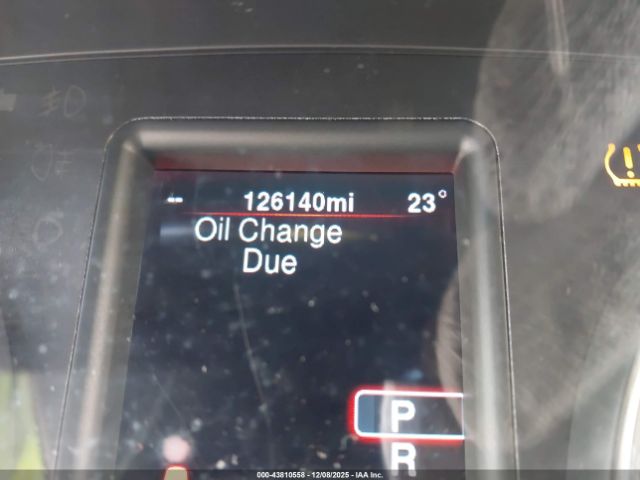 -- 126140mi 23°
Oil Change
Due
P
R
000-43810558 - 12/08/2025 - IAA Inc.